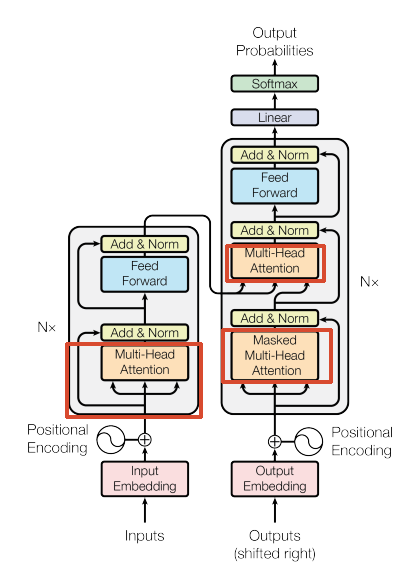 Output
Probabilities
Softmax
Linear
Add & Norm
Feed
Forward
Add & Norm
Multi-Head
Attention
Add & Norm
Masked
Multi-Head
Attention
Nx
Add & Norm
Feed
Forward
Nx
Add & Norm
Multi-Head
Attention
Positional
Encoding
Positional
Encoding
Input
Embedding
Output
Embedding
Inputs
Outputs
(shifted right)